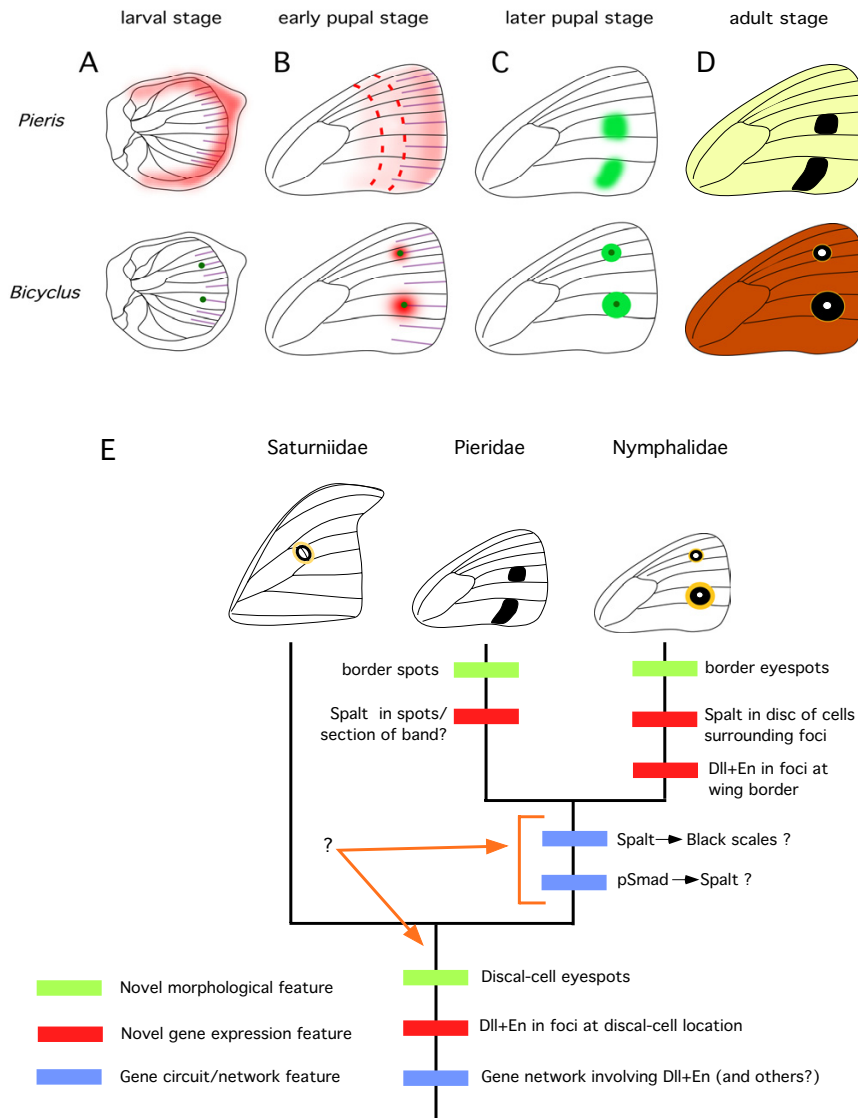 larval stage
early pupal stage
later pupal stage
adult stage
A
B
C
D
Pieris
Bicyclus
E
Saturniidae
Pieridae
Nymphalidae
border spots
border eyespots
Spalt in spots/
section of band?
Spalt in disc of cells
surrounding foci
Dll+En in foci at
wing border
?
Spalt → Black scales ?
pSmad → Spalt ?
Novel morphological feature
Discal-cell eyespots
Novel gene expression feature
Dll+En in foci at discal-cell location
Gene circuit/network feature
Gene network involving Dll+En (and others?)